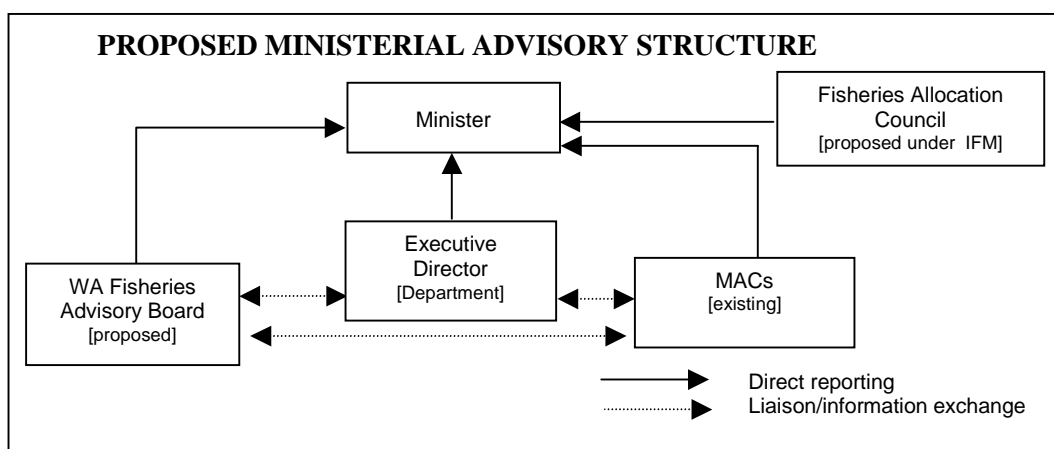 PROPOSED MINISTERIAL ADVISORY STRUCTURE
Minister
Fisheries Allocation
Council
[proposed under IFM]
Executive
Director
[Department]
WA Fisheries
Advisory Board
[proposed]
MACs
[existing]
Direct reporting
Liaison/information exchange